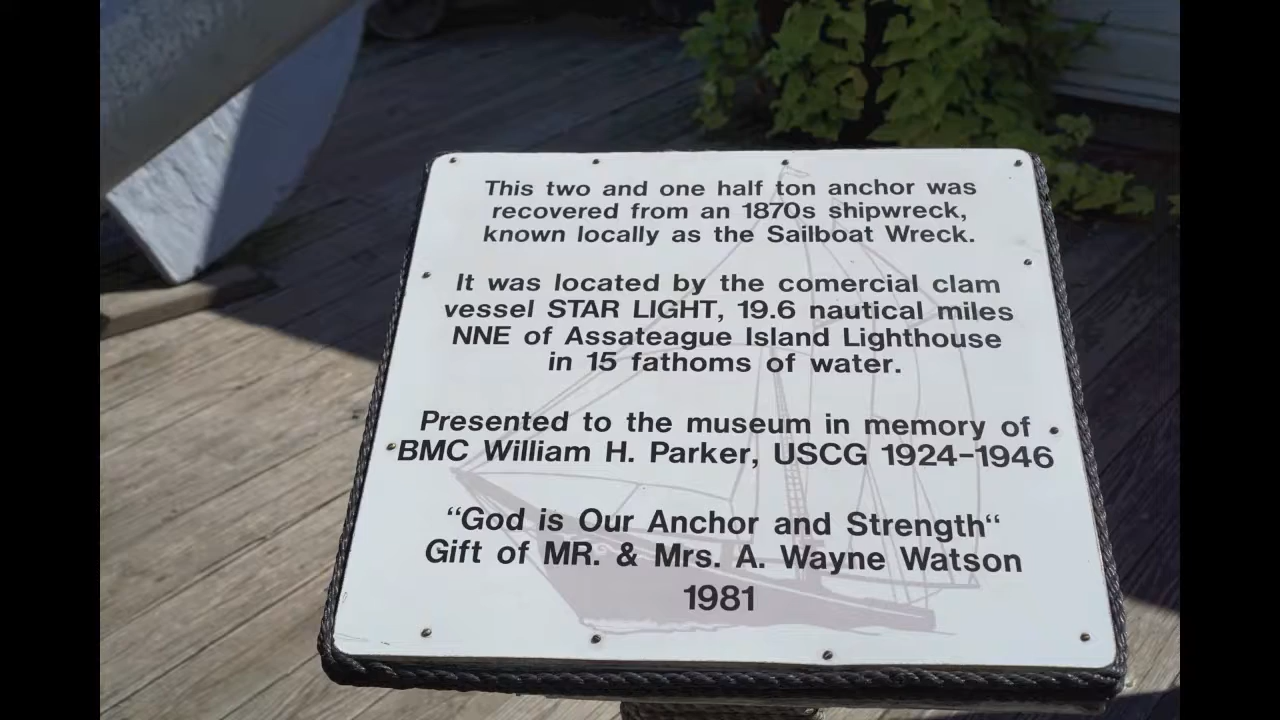 This two and one half ton anchor was
recovered from an 1870s shipwreck,
known locally as the Sailboat Wreck.
It was located by the comercial clam
vessel STAR LIGHT, 19.6 nautical miles
NNE of Assateague Island Lighthouse
in 15 fathoms of water.
Presented to the museum in memory of
BMC William H. Parker, USCG 1924-1946
“God is Our Anchor and Strength“
Gift of MR. & Mrs. A. Wayne Watson
1981